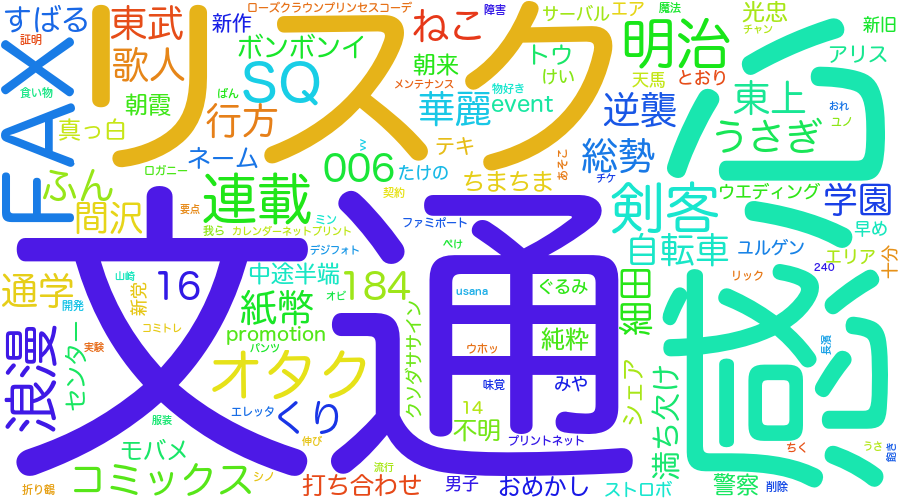 すばる
東武
新作
ローズクラウンプリンセスコーデ
障害
魔法
ねこ
サーバル
エア
光忠
チャン
新旧
証明
リスク
歌人
ボンボンイ
朝来
トウ
けい
明治
アリス
FAX
食い物
朝霞
ぱん
SQ
メンテナンス
物好き
天馬
とおり
真っ白
行方
華麗
event
逆襲
東上
おれ
ユノ
ネーム
テキ
うさぎ
ロガニー
006
たけの
あそこ
総勢
チケ
ふん
連載
ちまちま
契約
剣客
ウエディング
学園
間沢
要点
我ら
ミン
カレンダーネットプリント
ファミポート
自転車
ユルゲン
早め
デジフォト
ぺけ
エリア
十分
通学
山崎
16
中途半端
184
usana
ぐるみ
細田
リック
240
開発
新党
紙幣
オピ
文通
コミトレ
promotion
クソダササイン
純粋
感心
浪漫
センター
実験
パンツ
ウホッ
長濱
オタク
味覚
みや
シェア
満ち欠け
服装
エレッタ
くり
14
不明
プリントネット
モバメ
伸び
ちく
うさ
飽き
コミックス
シノ
流行
折り鶴
打ち合わせ
男子
おめかし
ストロボ
警察
削除